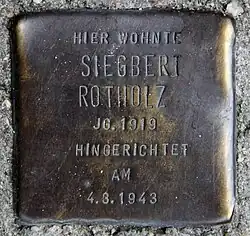 HIER WOHNTE
SIEGBERT
ROTHOLZ
JG. 1919
HINGERICHTET
AM
4.3.1943